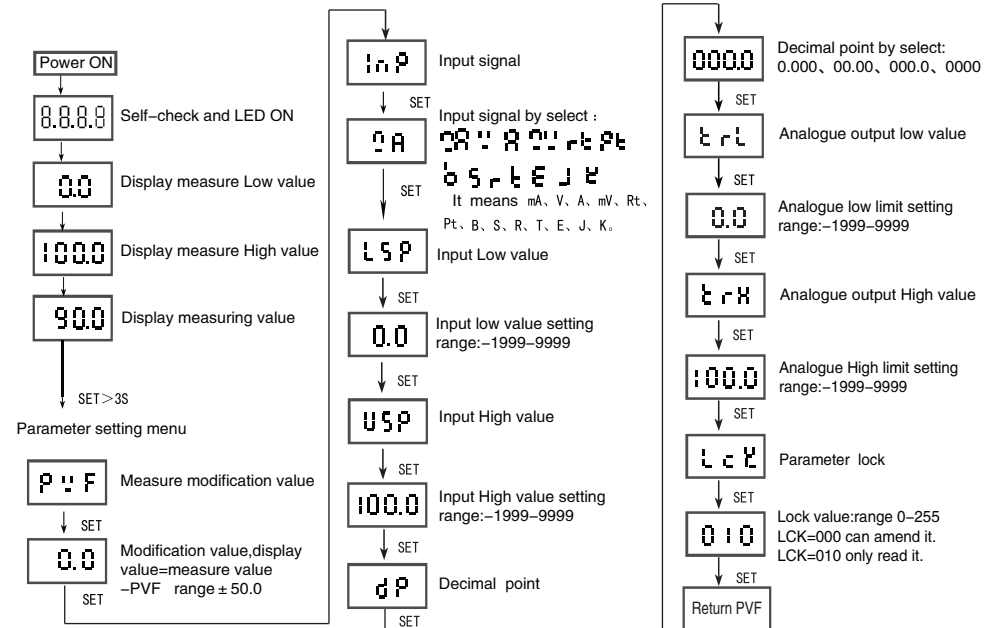 Power ON
8.8.8.8
Self–check and LED ON
0.0
Display measure Low value
100.0
Display measure High value
90.0
Display measuring value
SET>3S
Parameter setting menu
PVF
Measure modification value
SET
0.0
Modification value,display
value=measure value
–PVF range ± 50.0
SET
InP
Input signal
SET
Input signal by select :
mA
mA V A mV rt Pt
b S r t E J K
SET
It means mA、V、A、mV、Rt、
Pt、B、S、R、T、E、J、K。
LSP
Input Low value
SET
0.0
Input low value setting
range:–1999–9999
SET
USP
Input High value
SET
100.0
Input High value setting
range:–1999–9999
SET
dP
Decimal point
SET
000.0
Decimal point by select:
0.000、00.00、000.0、0000
SET
trL
Analogue output low value
SET
0.0
Analogue low limit setting
range:–1999–9999
SET
trH
Analogue output High value
SET
100.0
Analogue High limit setting
range:–1999–9999
SET
LcK
Parameter lock
SET
010
Lock value:range 0–255
LCK=000 can amend it.
LCK=010 only read it.
SET
Return PVF